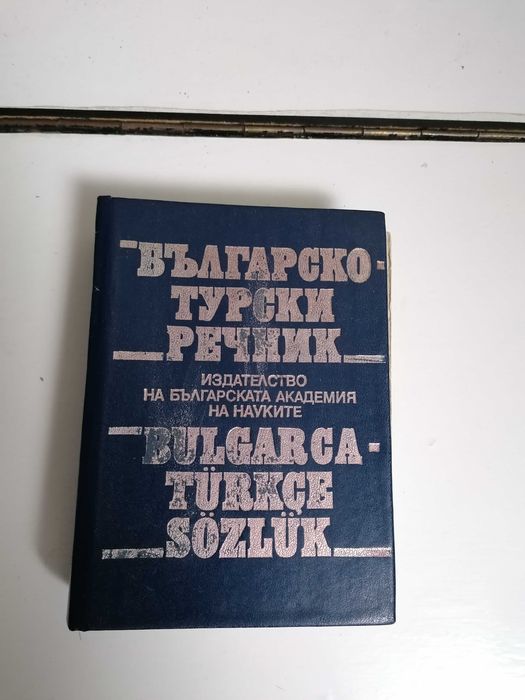 БЪЛГАРСКО-
ТУРСКИ
РЕЧНИК
ИЗДАТЕЛСТВО
НА БЪЛГАРСКАТА АКАДЕМИЯ
НА НАУКИТЕ
BULGARCA-
TÜRKÇE
SÖZLÜK